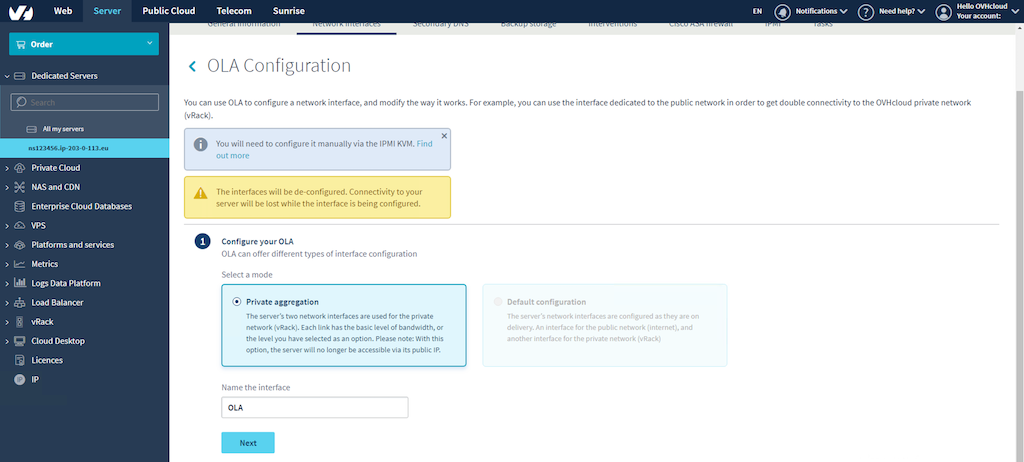 Web Server Public Cloud Telecom Sunrise EN Notifications Need help? Hello OVHcloud
Your account:
General information Network interfaces Secondary DNS Backup storage Interventions Cisco ASA firewall IPMI Tasks
Order
Dedicated Servers
Search
All my servers
ns123456.ip-203-0-113.eu
Private Cloud
NAS and CDN
Enterprise Cloud Databases
VPS
Platforms and services
Metrics
Logs Data Platform
Load Balancer
vRack
Cloud Desktop
Licences
IP
OLA Configuration
You can use OLA to configure a network interface, and modify the way it works. For example, you can use the interface dedicated to the public network in order to get double connectivity to the OVHcloud private network
(vRack).
You will need to configure it manually via the IPMI KVM. Find
out more
The interfaces will be de-configured. Connectivity to your
server will be lost while the interface is being configured.
1 Configure your OLA
OLA can offer different types of interface configuration
Select a mode
Private aggregation
The server's two network interfaces are used for the private
network (vRack). Each link has the basic level of bandwidth, or
the level you have selected as an option. Please note: With this
option, the server will no longer be accessible via its public IP.
Default configuration
The server's network interfaces are configured as they are on
delivery. An interface for the public network (internet), and
another interface for the private network (vRack)
Name the interface
OLA
Next